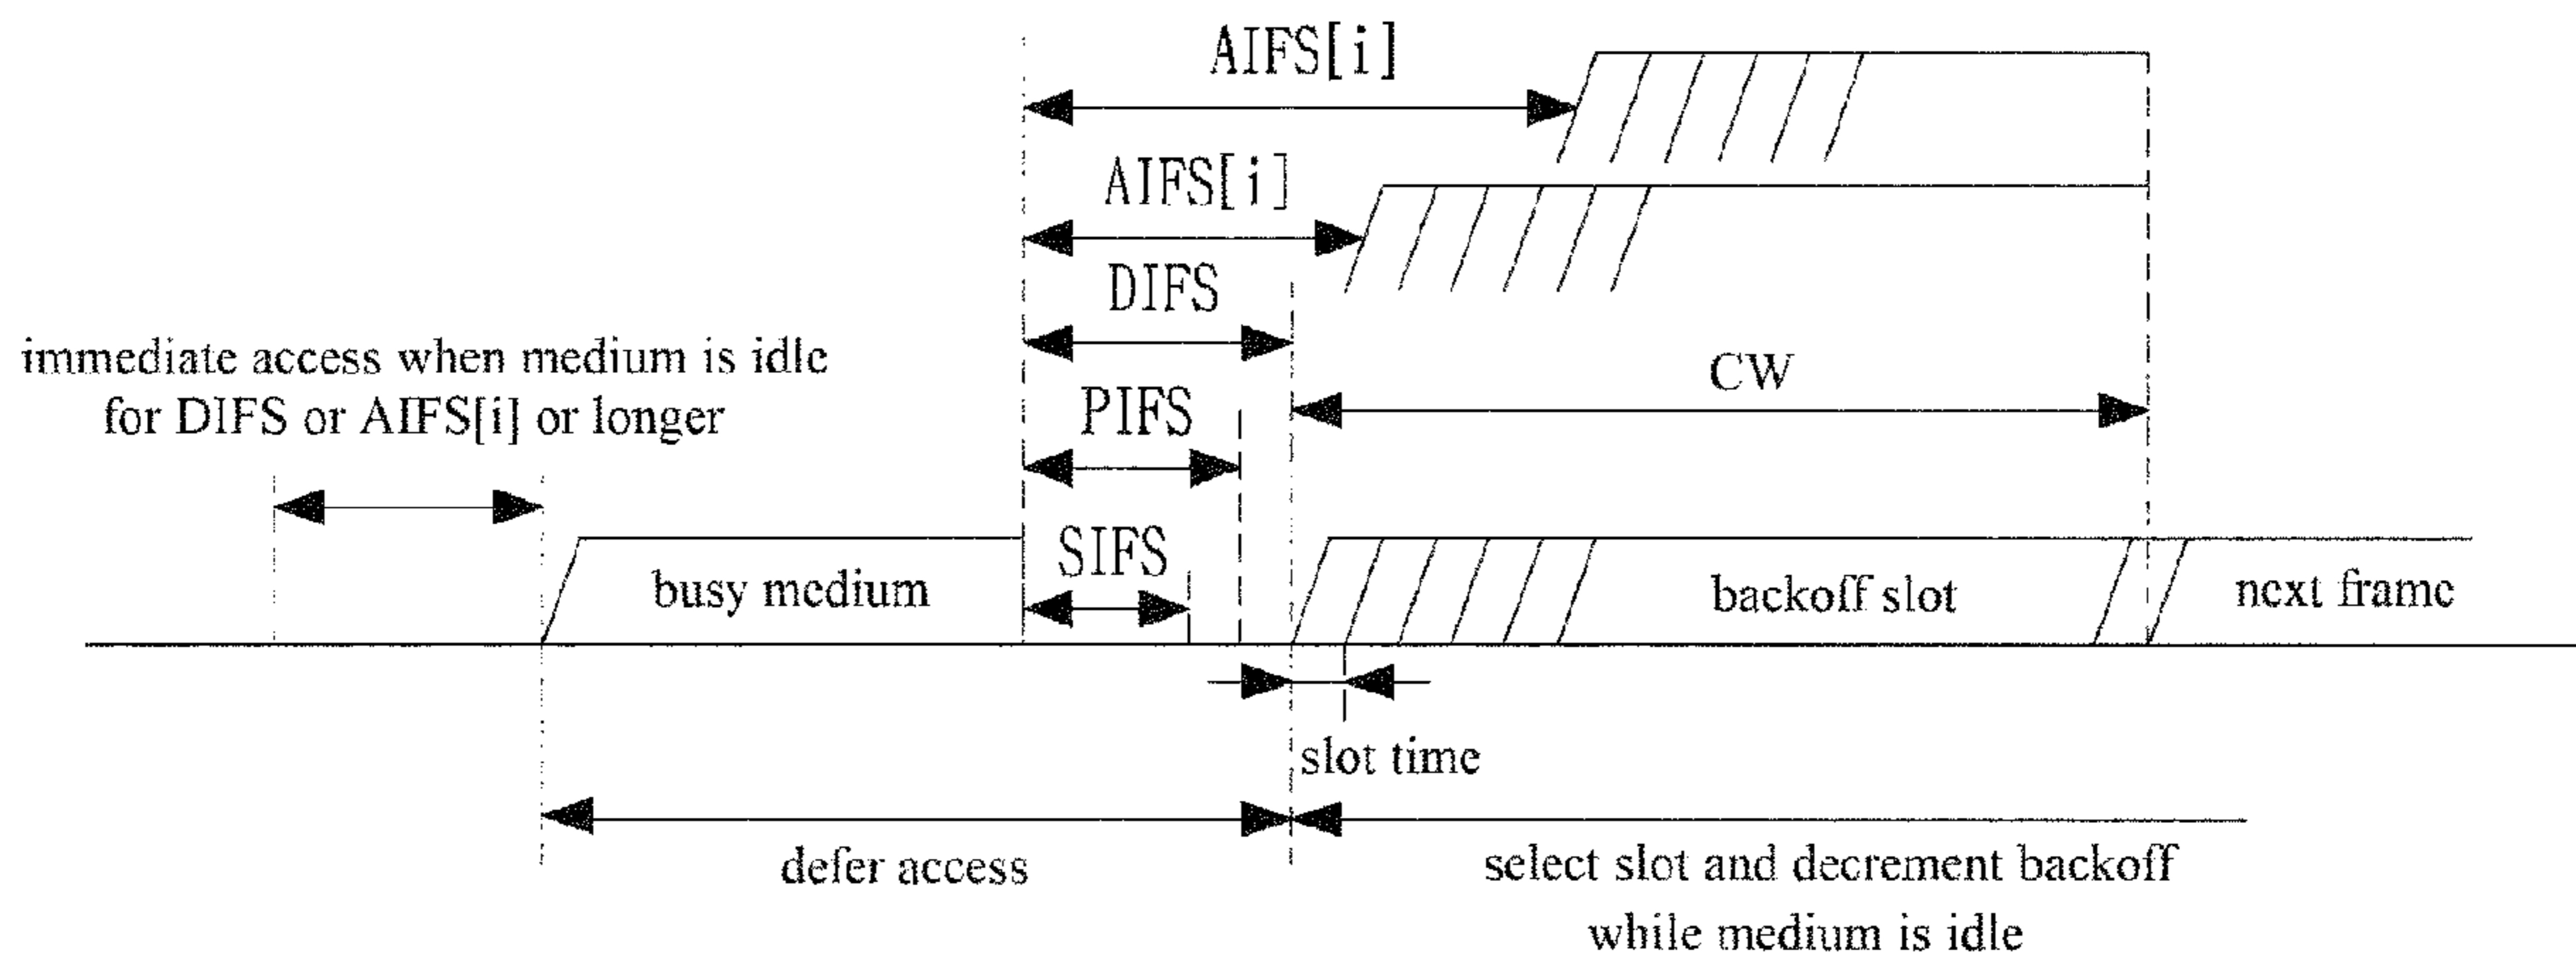 AIFS[i]
AIFS[i]
DIFS
immediate access when medium is idle
for DIFS or AIFS[i] or longer
CW
PIFS
SIFS
busy medium
backoff slot
next frame
slot time
defer access
select slot and decrement backoff
while medium is idle